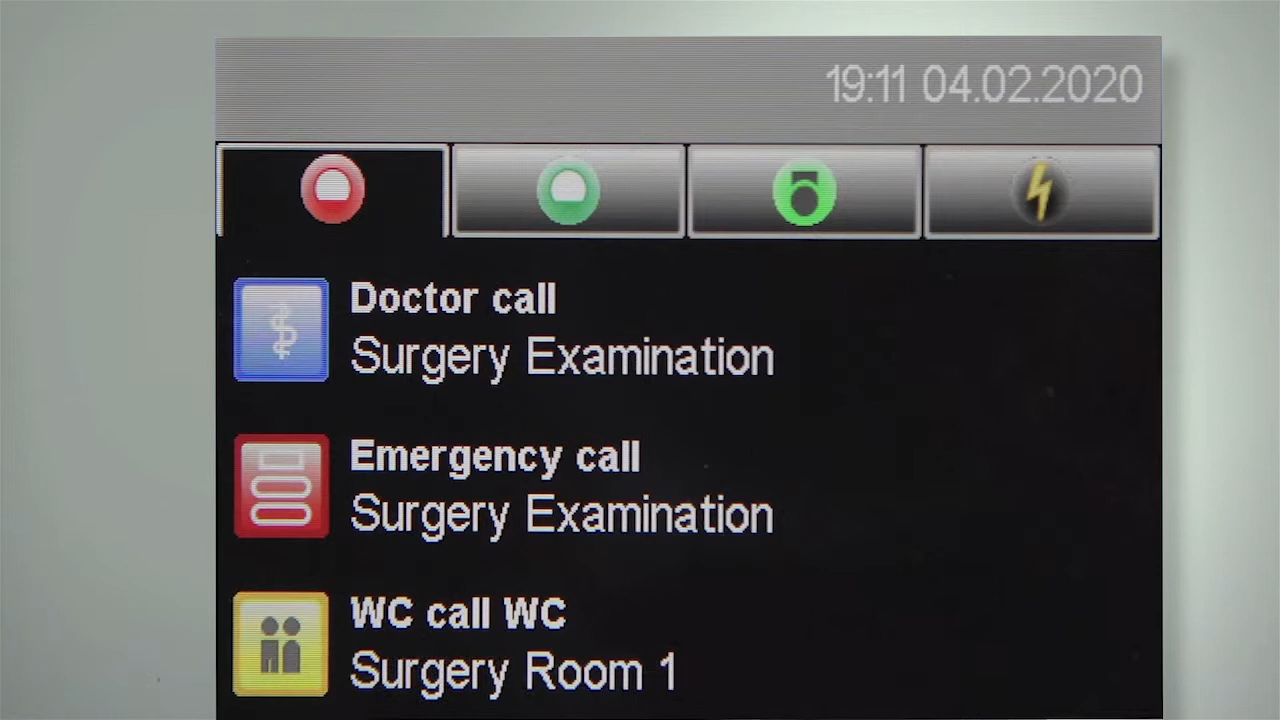 19:11 04.02.2020
Doctor call
Surgery Examination
Emergency call
Surgery Examination
WC call WC
Surgery Room 1